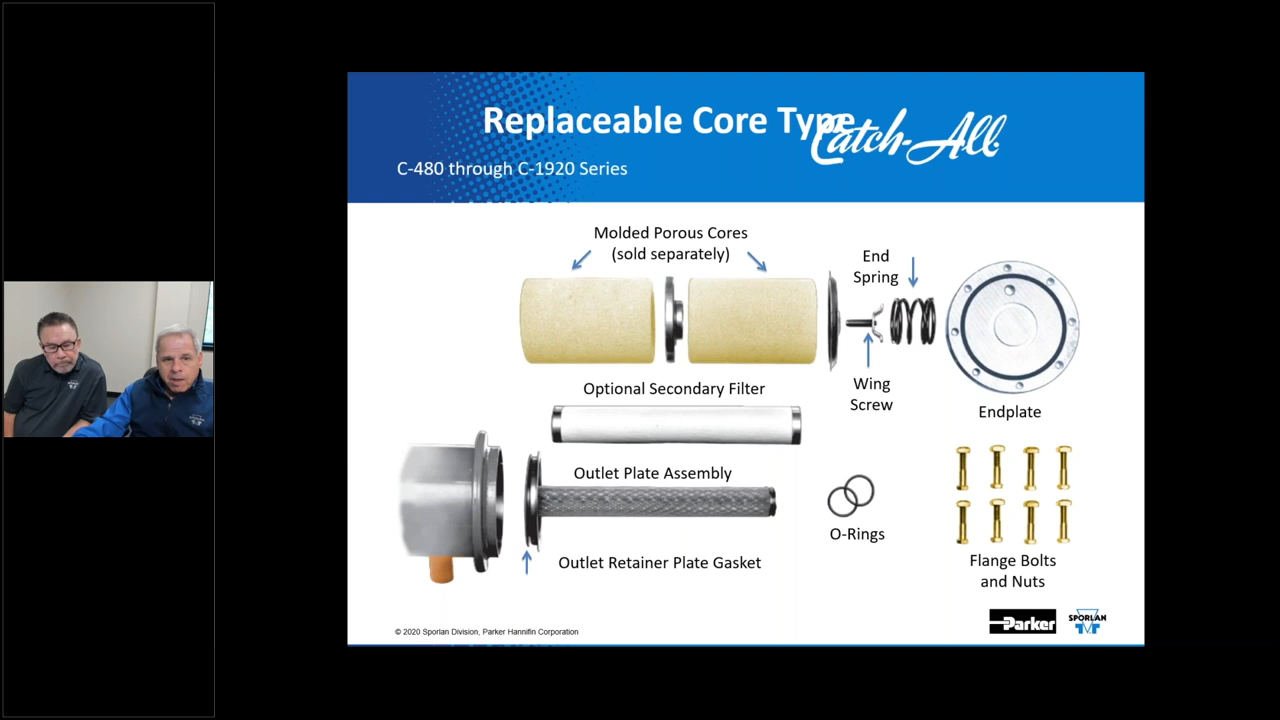 Replaceable Core Type
Catch-All
C-480 through C-1920 Series
Molded Porous Cores
(sold separately)
End
Spring
Wing
Screw
Endplate
Optional Secondary Filter
Outlet Plate Assembly
O-Rings
Outlet Retainer Plate Gasket
Flange Bolts
and Nuts
© 2020 Sporlan Division, Parker Hannifin Corporation
Parker
SPORLAN